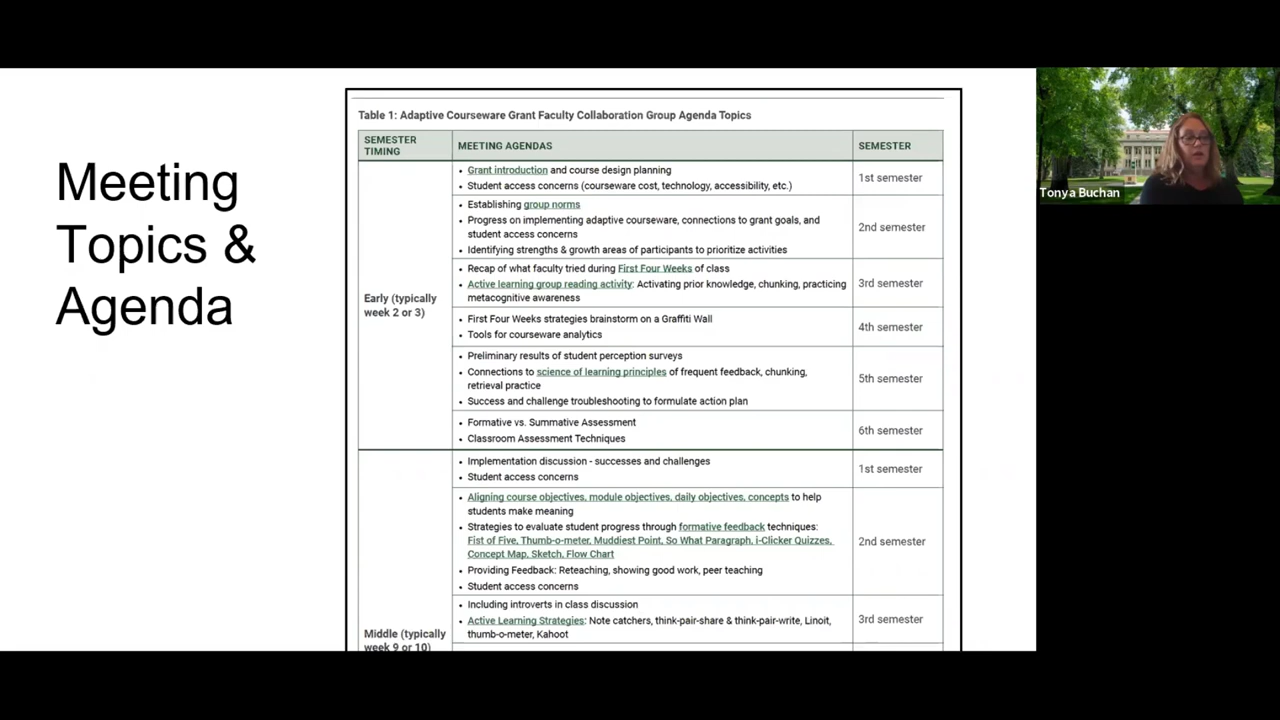 Meeting
Topics &
Agenda
Table 1: Adaptive Courseware Grant Faculty Collaboration Group Agenda Topics
SEMESTER
TIMING
MEETING AGENDAS
SEMESTER
Early (typically
week 2 or 3)
• Grant introduction and course design planning
• Student access concerns (courseware cost, technology, accessibility, etc.)
1st semester
• Establishing group norms
• Progress on implementing adaptive courseware, connections to grant goals, and
student access concerns
• Identifying strengths & growth areas of participants to prioritize activities
2nd semester
• Recap of what faculty tried during First Four Weeks of class
• Active learning group reading activity: Activating prior knowledge, chunking, practicing
metacognitive awareness
3rd semester
• First Four Weeks strategies brainstorm on a Graffiti Wall
• Tools for courseware analytics
4th semester
• Preliminary results of student perception surveys
• Connections to science of learning principles of frequent feedback, chunking,
retrieval practice
• Success and challenge troubleshooting to formulate action plan
5th semester
• Formative vs. Summative Assessment
• Classroom Assessment Techniques
6th semester
Middle (typically
week 9 or 10)
• Implementation discussion - successes and challenges
• Student access concerns
1st semester
• Aligning course objectives, module objectives, daily objectives, concepts to help
students make meaning
• Strategies to evaluate student progress through formative feedback techniques:
Fist of Five, Thumb-o-meter, Muddiest Point, So What Paragraph, i-Clicker Quizzes,
Concept Map, Sketch, Flow Chart
• Providing Feedback: Reteaching, showing good work, peer teaching
• Student access concerns
2nd semester
• Including introverts in class discussion
• Active Learning Strategies: Note catchers, think-pair-share & think-pair-write, Linoit,
thumb-o-meter, Kahoot
3rd semester
Tonya Buchan